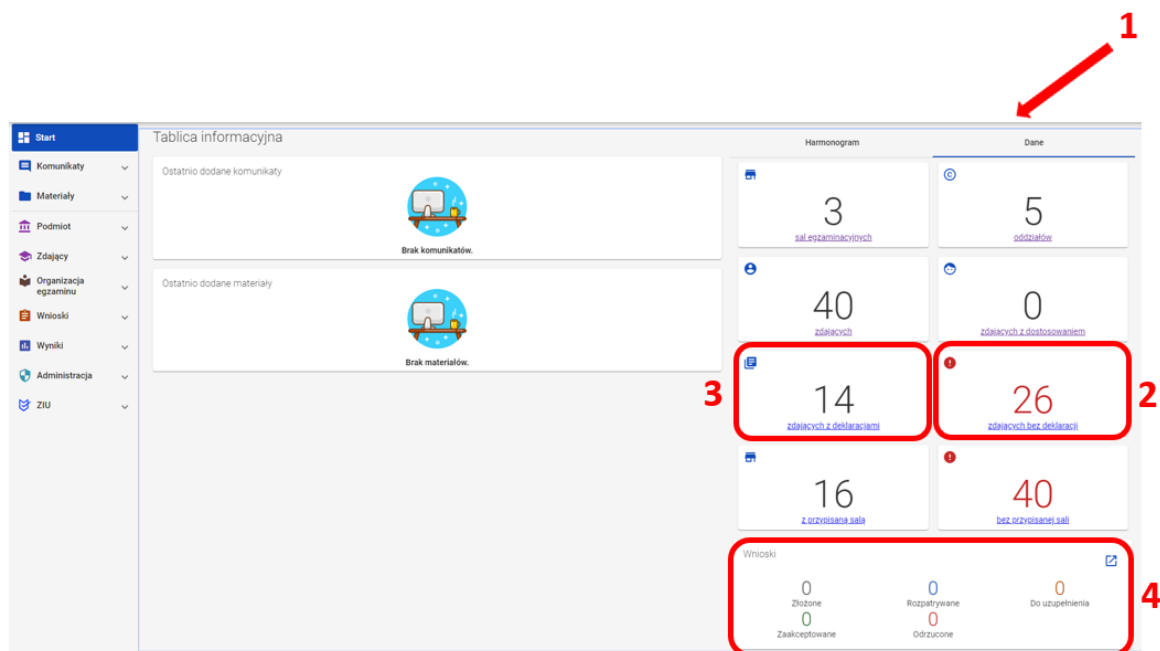 1
Start
Komunikaty
Materiały
Podmiot
Zdający
Organizacja
egzaminu
Wnioski
Wyniki
Administracja
ZIU
Tablica informacyjna
Ostatnio dodane komunikaty
Brak komunikatów.
Ostatnio dodane materiały
Brak materiałów.
Harmonogram
Dane
3
sal egzaminacyjnych
5
oddziałów
40
zdających
0
zdających z dostosowaniem
3
14
zdających z deklaracjami
26
zdających bez deklaracji
2
16
z przypisaną salą
40
bez przypisanej sali
Wnioski
0
Złożone
0
Rozpatrywane
0
Do uzupełnienia
0
Zaakceptowane
0
Odrzucone
4